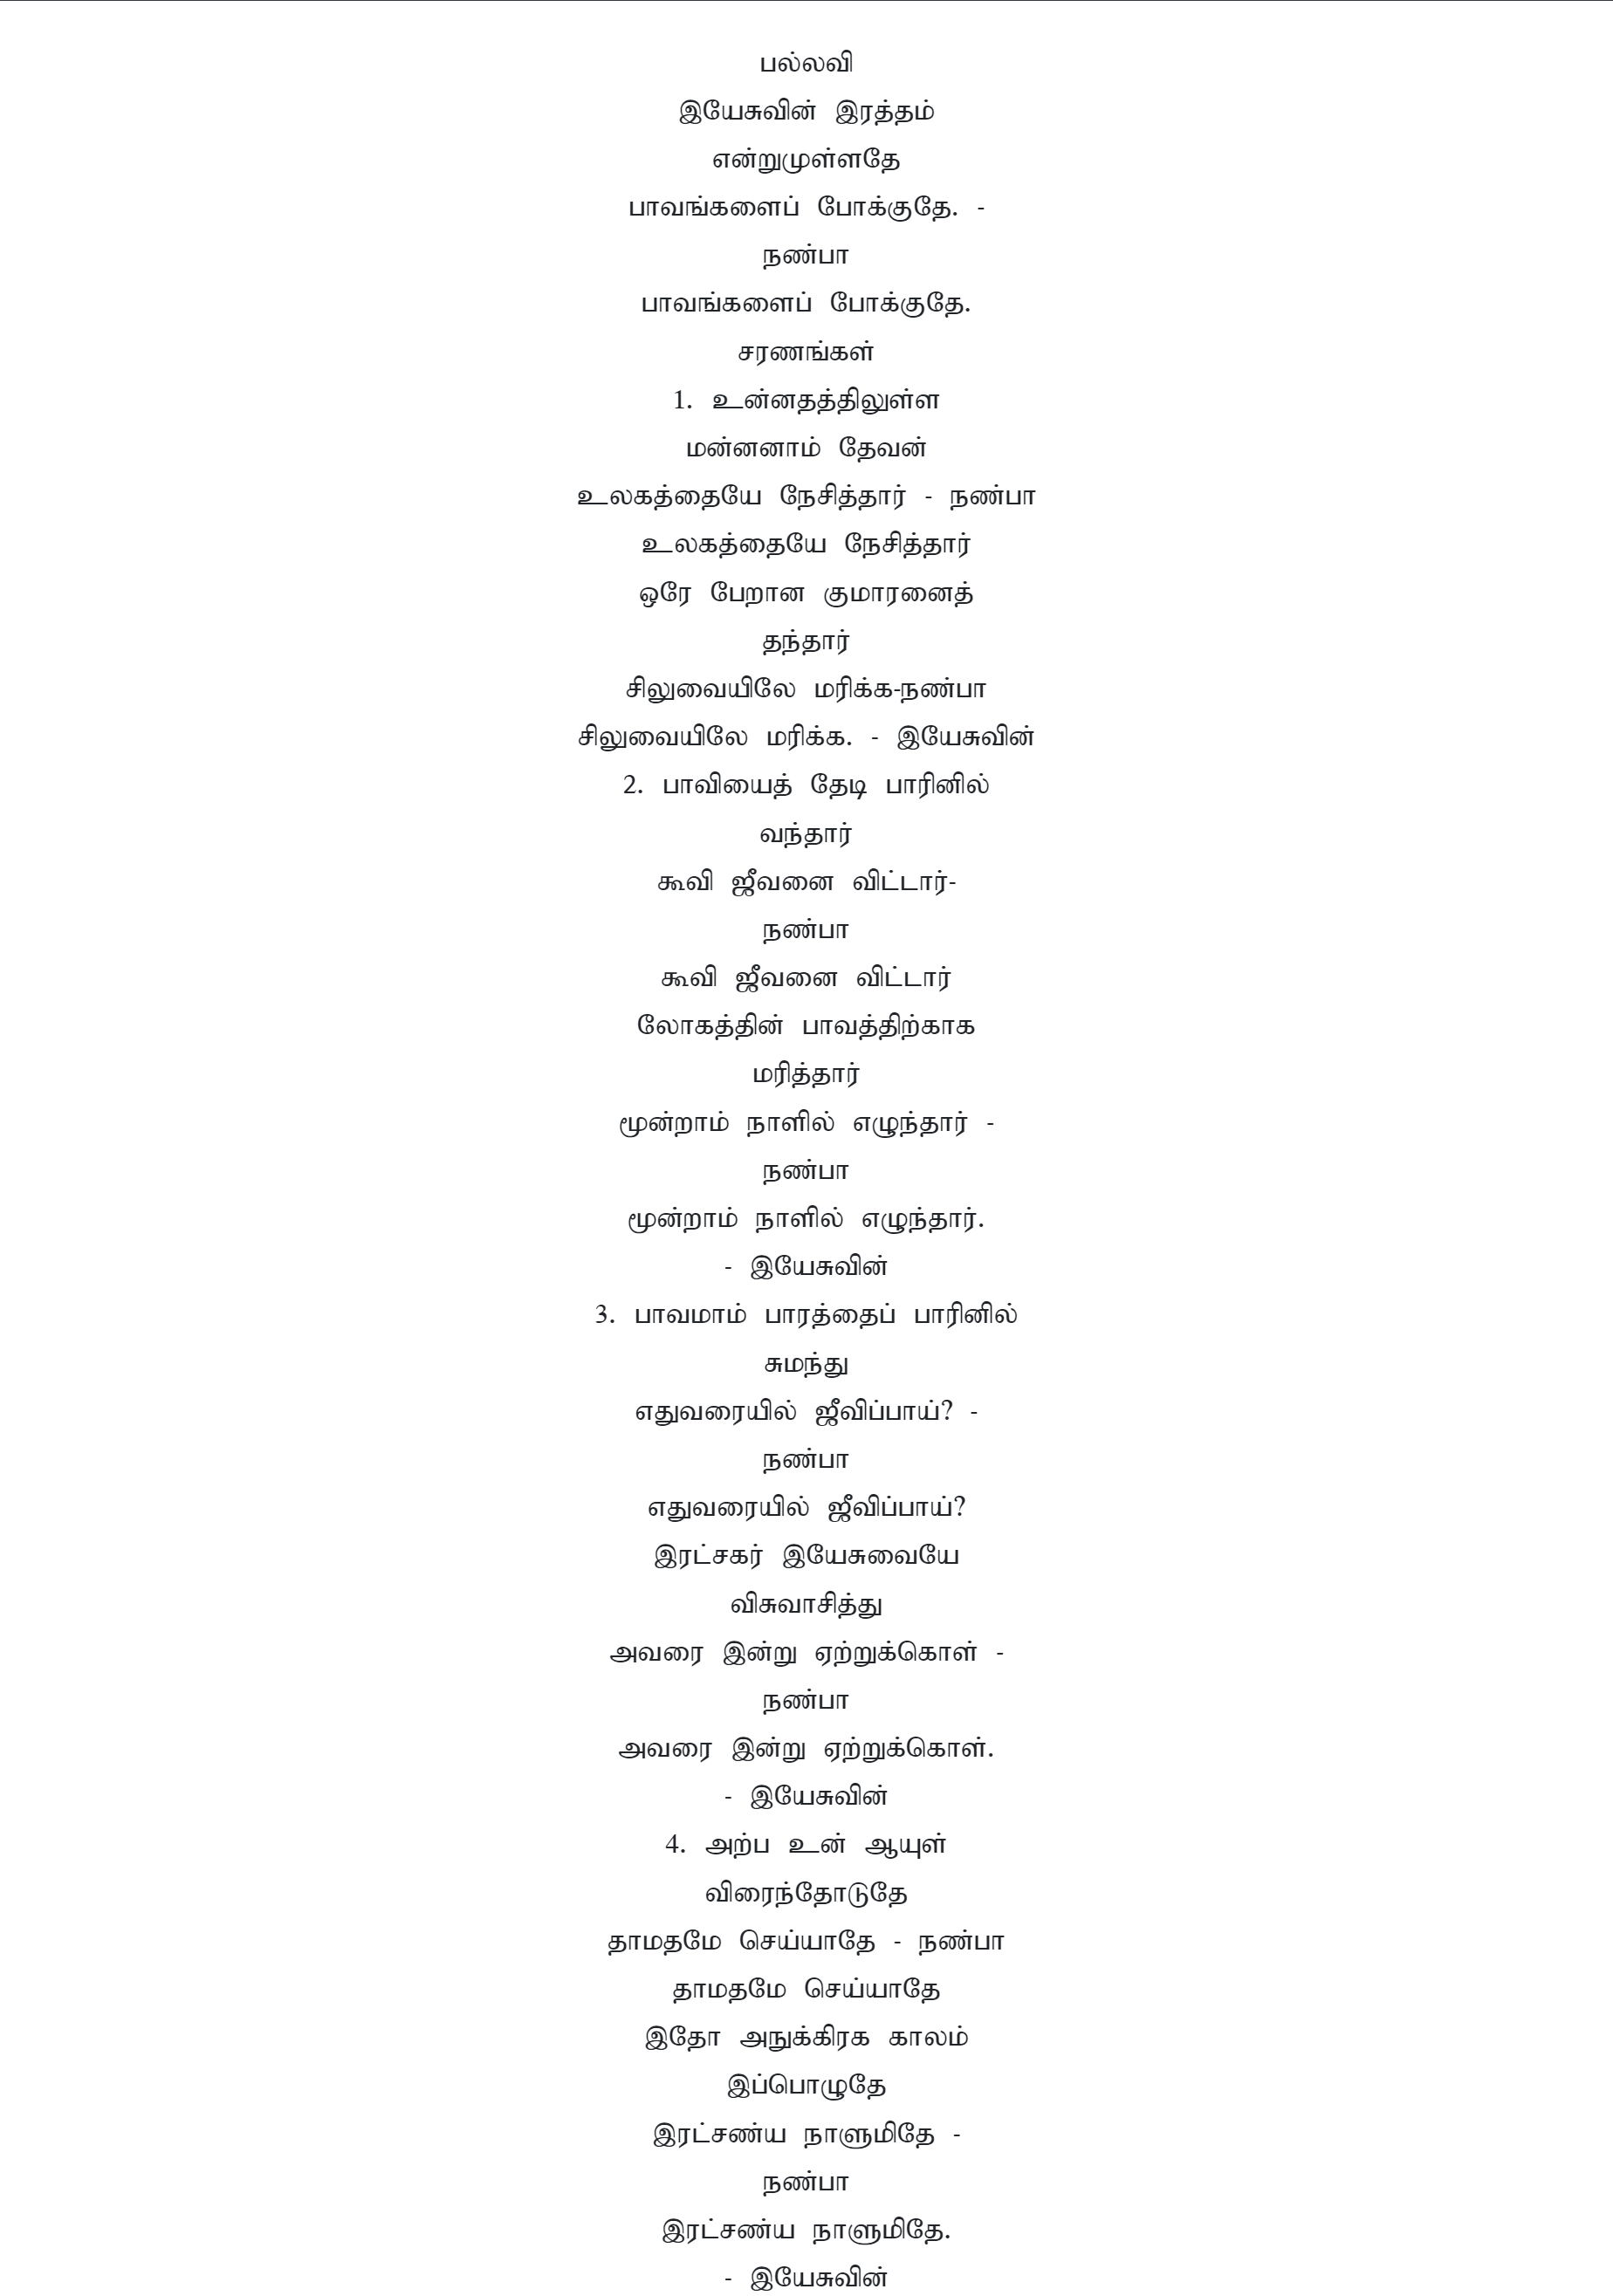 பல்லவி
இயேசுவின் இரத்தம்
என்றுமுள்ளதே
பாவங்களைப் போக்குதே. -
நண்பா
பாவங்களைப் போக்குதே.
சரணங்கள்
1. உன்னதத்திலுள்ள
மன்னனாம் தேவன்
உலகத்தையே நேசித்தார் - நண்பா
உலகத்தையே நேசித்தார்
ஒரே பேறான குமாரனைத்
தந்தார்
சிலுவையிலே மரிக்க-நண்பா
சிலுவையிலே மரிக்க. - இயேசுவின்
2. பாவியைத் தேடி பாரினில்
வந்தார்
கூவி ஜீவனை விட்டார்-
நண்பா
கூவி ஜீவனை விட்டார்
லோகத்தின் பாவத்திற்காக
மரித்தார்
மூன்றாம் நாளில் எழுந்தார் -
நண்பா
மூன்றாம் நாளில் எழுந்தார்.
- இயேசுவின்
3. பாவமாம் பாரத்தைப் பாரினில்
சுமந்து
எதுவரையில் ஜீவிப்பாய்? -
நண்பா
எதுவரையில் ஜீவிப்பாய்?
இரட்சகர் இயேசுவையே
விசுவாசித்து
அவரை இன்று ஏற்றுக்கொள் -
நண்பா
அவரை இன்று ஏற்றுக்கொள்.
- இயேசுவின்
4. அற்ப உன் ஆயுள்
விரைந்தோடுதே
தாமதமே செய்யாதே - நண்பா
தாமதமே செய்யாதே
இதோ அநுக்கிரக காலம்
இப்பொழுதே
இரட்சண்ய நாளுமிதே -
நண்பா
இரட்சண்ய நாளுமிதே.
- இயேசுவின்